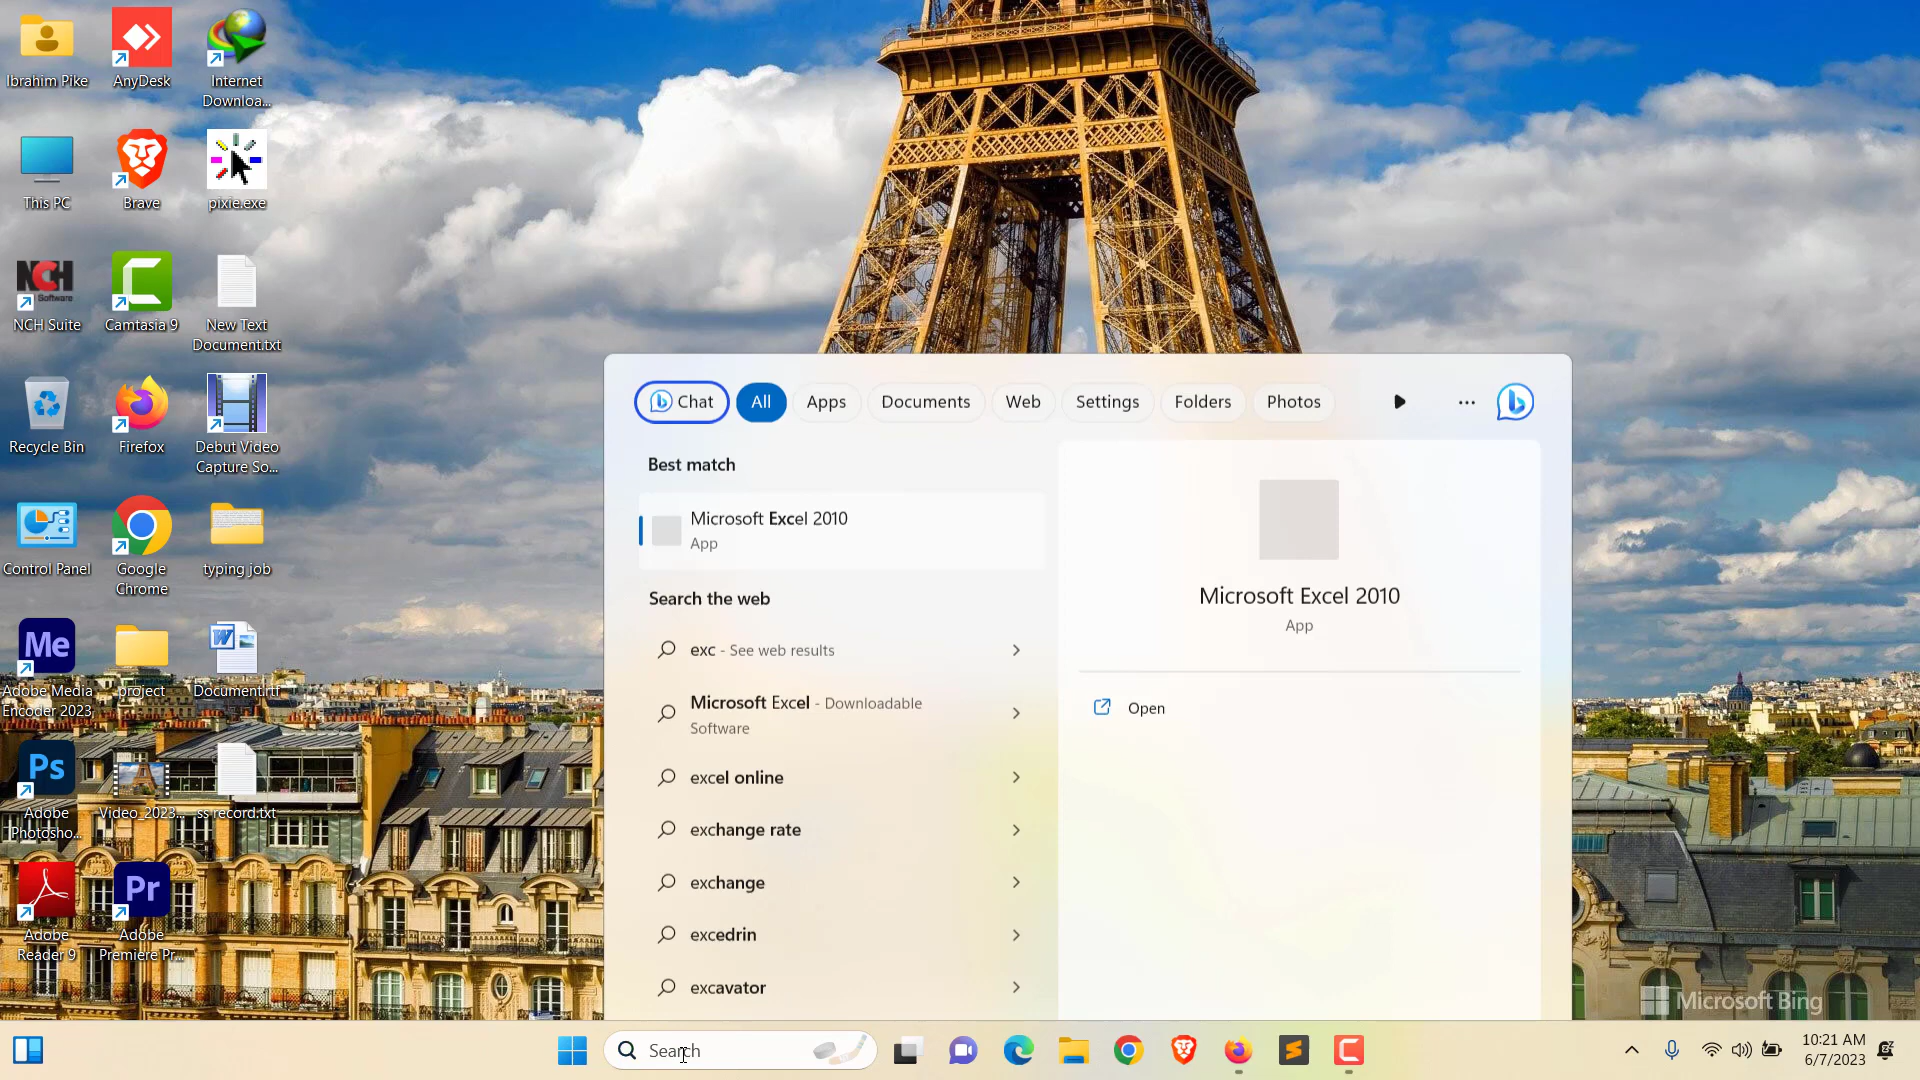 Ibrahim Pike
AnyDesk
Internet
Downloa...
This PC
Brave
pixie.exe
NCH
Software
NCH Suite
Camtasia 9
New Text
Document.txt
Recycle Bin
Firefox
Debut Video
Capture So...
Control Panel
Google
Chrome
typing job
Me
Adobe Media
Encoder 2023
project
W
Document.rtf
Ps
Adobe
Photosho...
Video_2023...
ss record.txt
Adobe
Reader 9
Pr
Adobe
Premiere Pr...
Chat
All
Apps
Documents
Web
Settings
Folders
Photos
Best match
Microsoft Excel 2010
App
Search the web
exc - See web results
Microsoft Excel - Downloadable
Software
excel online
exchange rate
exchange
excedrin
excavator
Microsoft Excel 2010
App
Open
Microsoft Bing
Search
10:21 AM
6/7/2023